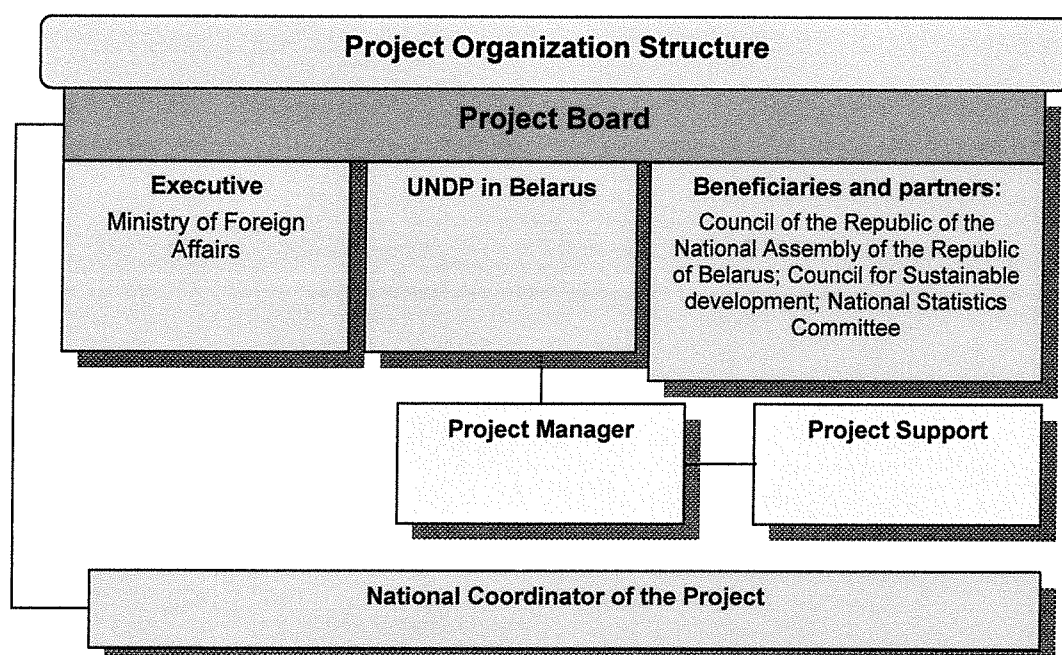 Project Organization Structure
Project Board
Executive
Ministry of Foreign
Affairs
UNDP in Belarus
Beneficiaries and partners:
Council of the Republic of the
National Assembly of the Republic
of Belarus; Council for Sustainable
development; National Statistics
Committee
Project Manager
Project Support
National Coordinator of the Project